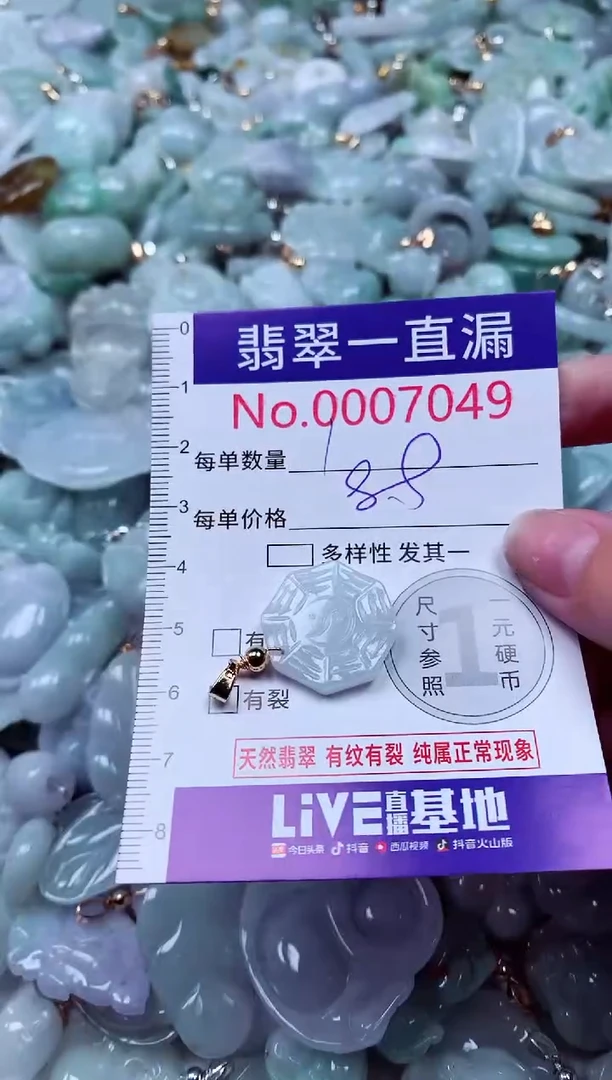 翡翠一直漏
No.0007049
每单数量 1
每单价格 88
多样性 发其一
有
有裂
尺寸参照 1 一元硬币
天然翡翠 有纹有裂 纯属正常现象
LiVE直播基地
今日头条 抖音 西瓜视频 抖音火山版
0
1
2
3
4
5
6
7
8